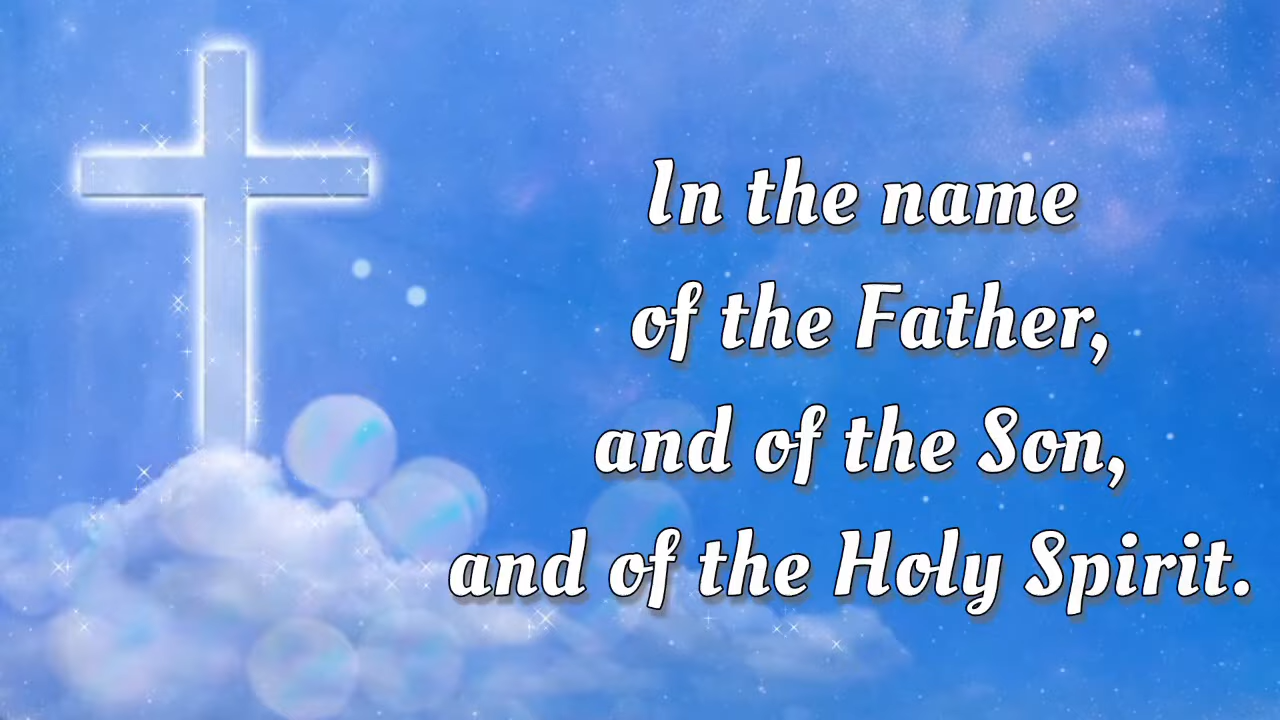 In the name
of the Father,
and of the Son,
and of the Holy Spirit.